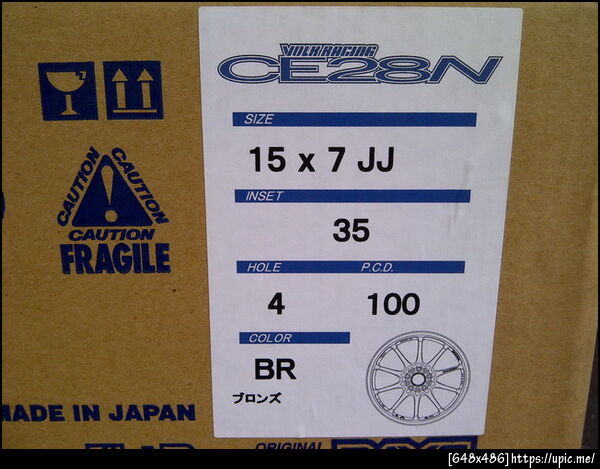 VOLK RACING
CE28N
SIZE
15 x 7 JJ
INSET
35
HOLE P.C.D.
4 100
COLOR
BR
ブロンズ
CAUTION CAUTION
CAUTION
FRAGILE
MADE IN JAPAN
ORIGINAL
[648x486]https://upic.me/